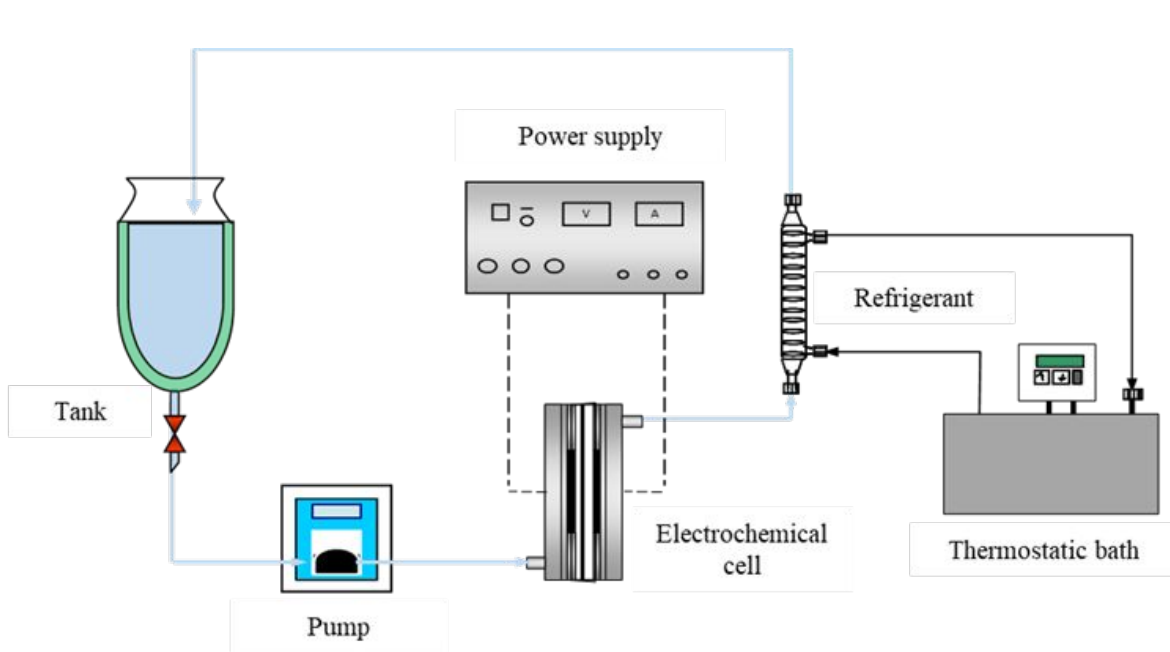 Power supply
V
A
Refrigerant
Tank
Electrochemical
cell
Thermostatic bath
Pump